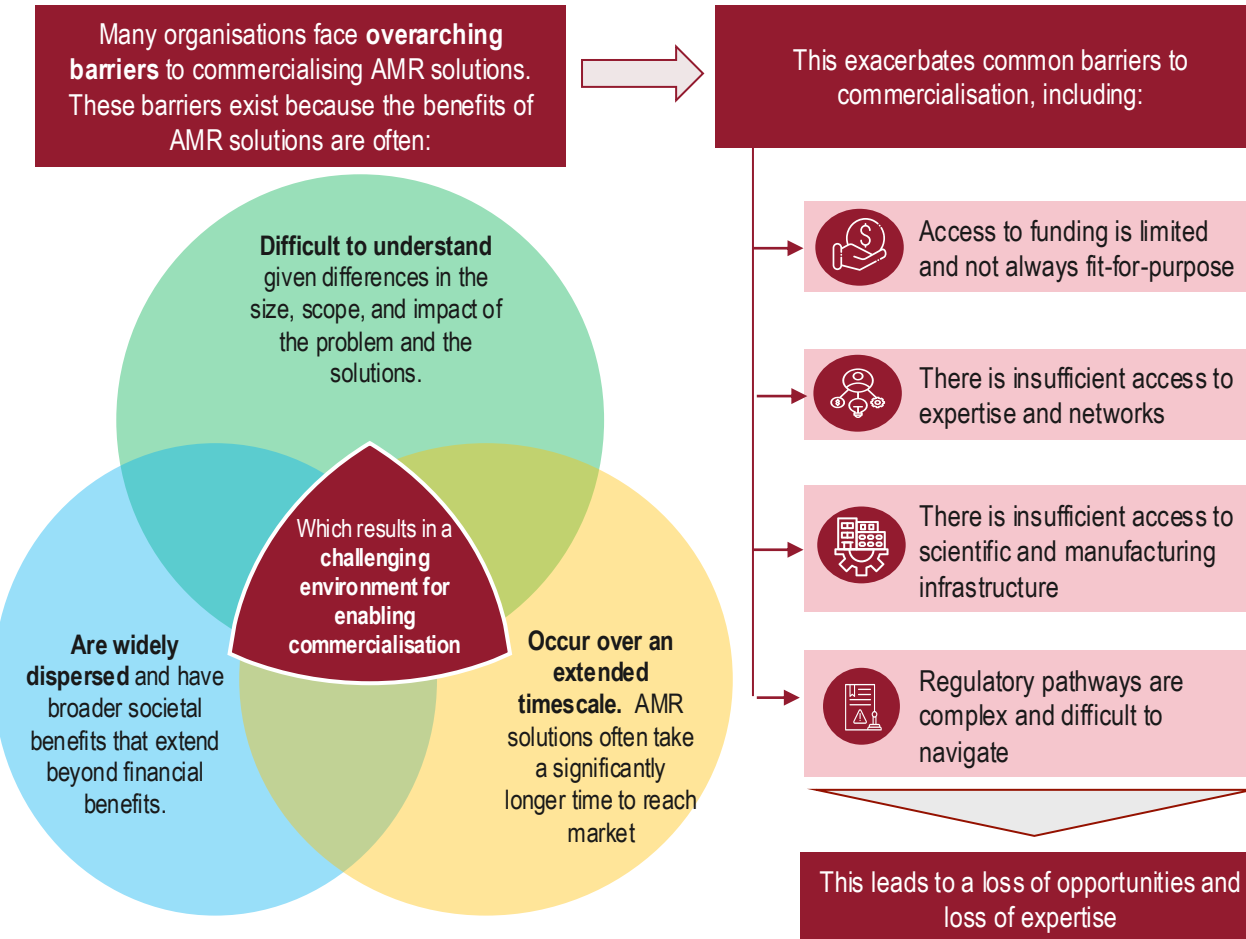 Many organisations face overarching
barriers to commercialising AMR solutions.
These barriers exist because the benefits of
AMR solutions are often:
Difficult to understand
given differences in the
size, scope, and impact of
the problem and the
solutions.
Which results in a
challenging
environment for
enabling
commercialisation
Are widely
dispersed and have
broader societal
benefits that extend
beyond financial
benefits.
Occur over an
extended
timescale. AMR
solutions often take
a significantly
longer time to reach
market
This exacerbates common barriers to
commercialisation, including:
$
Access to funding is limited
and not always fit-for-purpose
There is insufficient access to
expertise and networks
There is insufficient access to
scientific and manufacturing
infrastructure
Regulatory pathways are
complex and difficult to
navigate
This leads to a loss of opportunities and
loss of expertise